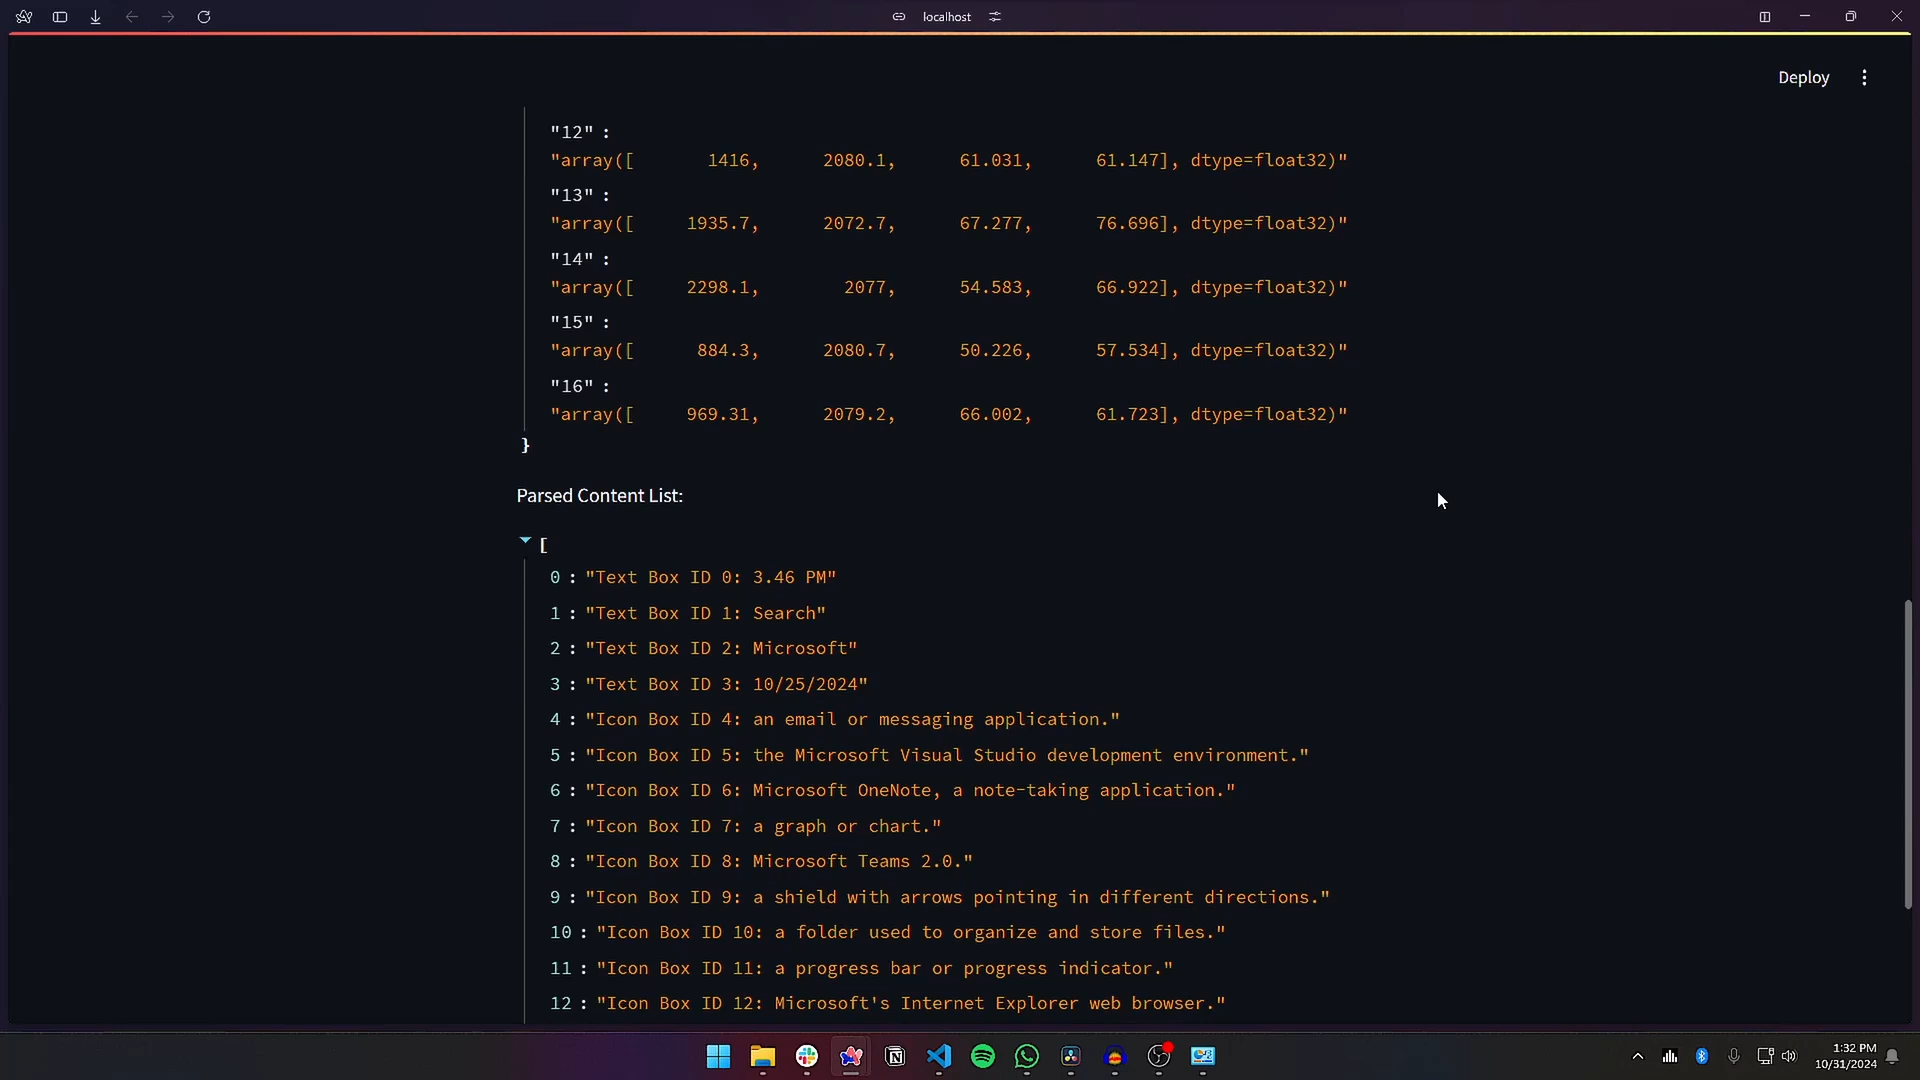 localhost
Deploy
"12" :
"array([ 1416, 2080.1, 61.031, 61.147], dtype=float32)"
"13" :
"array([ 1935.7, 2072.7, 67.277, 76.696], dtype=float32)"
"14" :
"array([ 2298.1, 2077, 54.583, 66.922], dtype=float32)"
"15" :
"array([ 884.3, 2080.7, 50.226, 57.534], dtype=float32)"
"16" :
"array([ 969.31, 2079.2, 66.002, 61.723], dtype=float32)"
}
Parsed Content List:
[
0 : "Text Box ID 0: 3.46 PM"
1 : "Text Box ID 1: Search"
2 : "Text Box ID 2: Microsoft"
3 : "Text Box ID 3: 10/25/2024"
4 : "Icon Box ID 4: an email or messaging application."
5 : "Icon Box ID 5: the Microsoft Visual Studio development environment."
6 : "Icon Box ID 6: Microsoft OneNote, a note-taking application."
7 : "Icon Box ID 7: a graph or chart."
8 : "Icon Box ID 8: Microsoft Teams 2.0."
9 : "Icon Box ID 9: a shield with arrows pointing in different directions."
10 : "Icon Box ID 10: a folder used to organize and store files."
11 : "Icon Box ID 11: a progress bar or progress indicator."
12 : "Icon Box ID 12: Microsoft's Internet Explorer web browser."
1:32 PM
10/31/2024